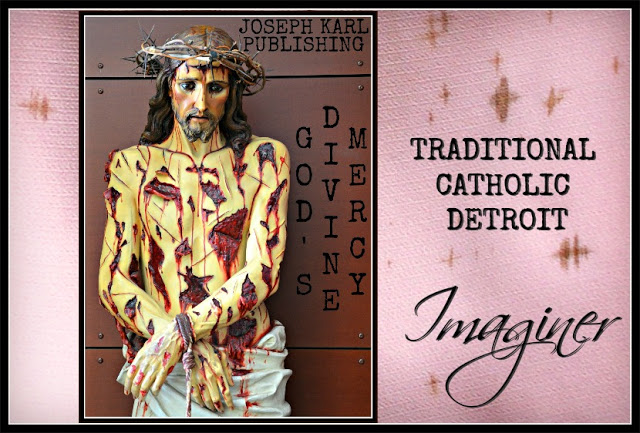 JOSEPH KARL
PUBLISHING
GOD'S
DIVINE
MERCY
TRADITIONAL
CATHOLIC
DETROIT
Imaginer